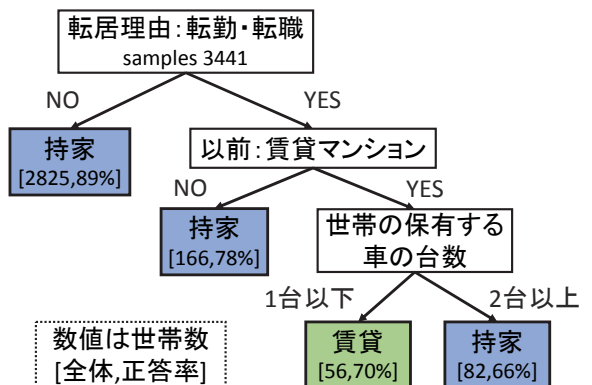 転居理由:転勤・転職
samples 3441
NO
YES
持家
[2825,89%]
以前:賃貸マンション
NO
YES
持家
[166,78%]
世帯の保有する
車の台数
1台以下
2台以上
数値は世帯数
[全体,正答率]
賃貸
[56,70%]
持家
[82,66%]